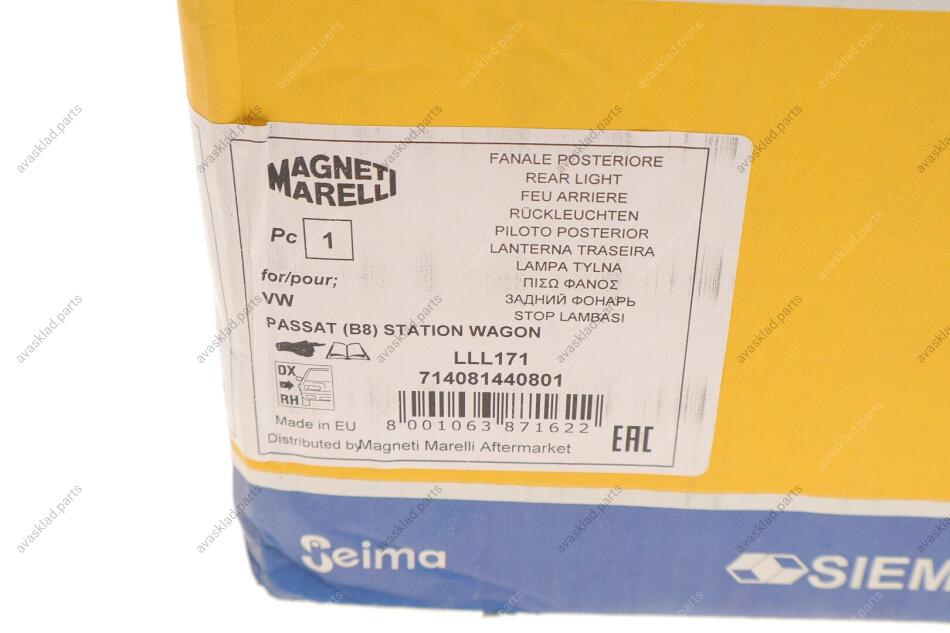 MAGNETI
MARELLI
Pc 1
for/pour;
VW
PASSAT (B8) STATION WAGON
FANALE POSTERIORE
REAR LIGHT
FEU ARRIERE
RÜCKLEUCHTEN
PILOTO POSTERIOR
LANTERNA TRASEIRA
LAMPA TYLNA
ΠΙΣΩ ΦΑΝΟΣ
ЗАДНИЙ ФОНАРЬ
STOP LAMBASI
LLL171
714081440801
DX
RH
8 001063 871622
Made in EU
EAC
Distributed by Magneti Marelli Aftermarket
Seima
SIEM
avasklad.parts